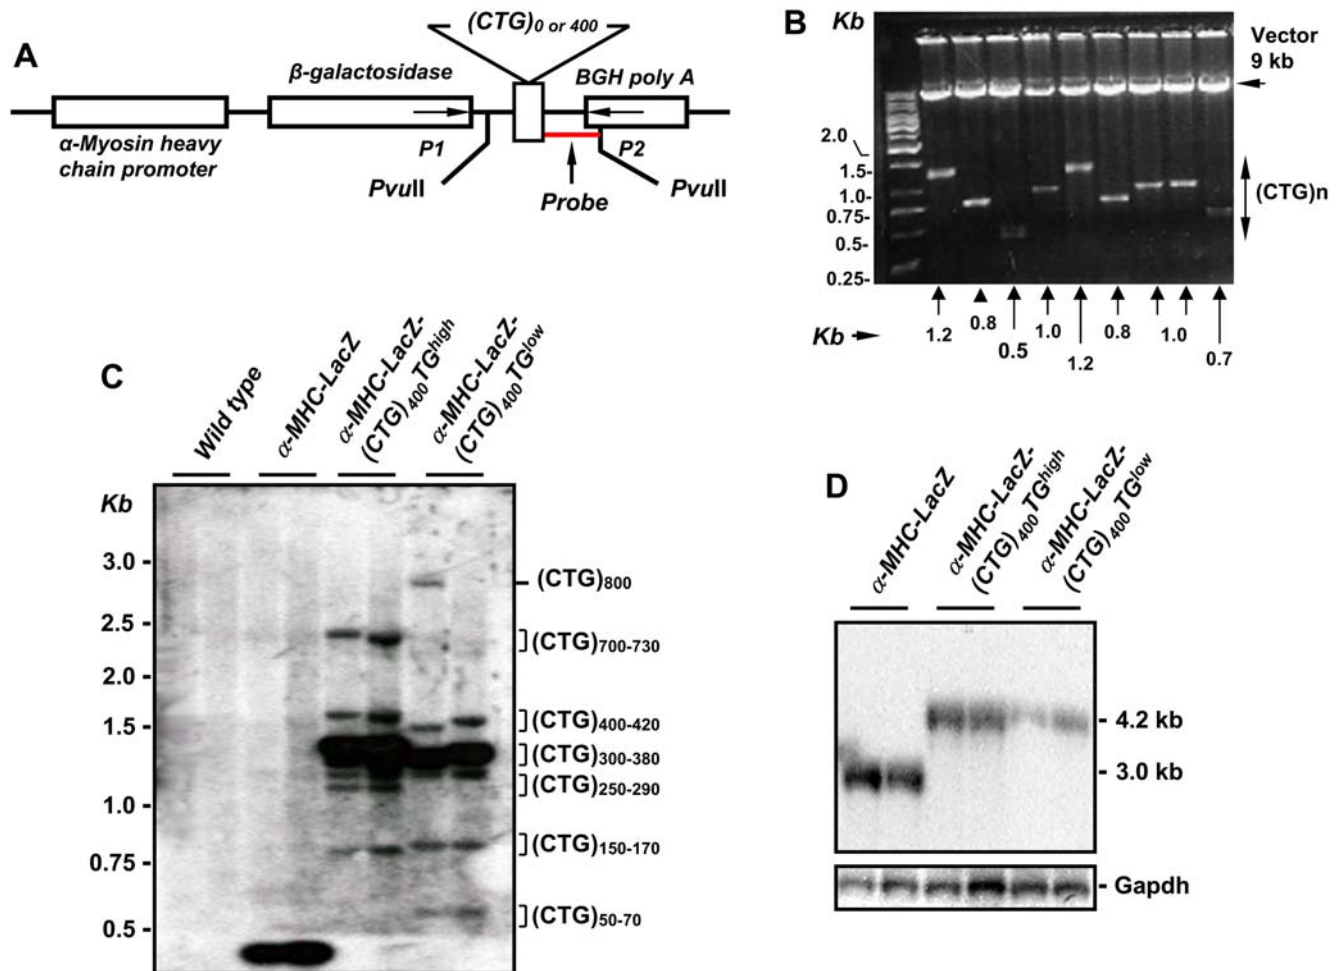 A
(CTG)0 or 400
β-galactosidase
BGH poly A
α-Myosin heavy
chain promoter
P1
P2
PvuII
PvuII
Probe
B
Kb
Vector
9 kb
2.0
1.5-
1.0-
0.75-
0.5-
0.25-
(CTG)n
Kb
1.2
0.8
0.5
1.0
1.2
0.8
1.0
0.7
C
Wild type
α-MHC-LacZ
α-MHC-LacZ-
(CTG)400TGhigh
α-MHC-LacZ-
(CTG)400TGlow
Kb
3.0 -
2.5 -
2.0 -
1.5 -
1.0 -
0.75 -
0.5 -
(CTG)800
(CTG)700-730
(CTG)400-420
(CTG)300-380
(CTG)250-290
(CTG)150-170
(CTG)50-70
D
α-MHC-LacZ
α-MHC-LacZ-
(CTG)400TGhigh
α-MHC-LacZ-
(CTG)400TGlow
- 4.2 kb
- 3.0 kb
- Gapdh